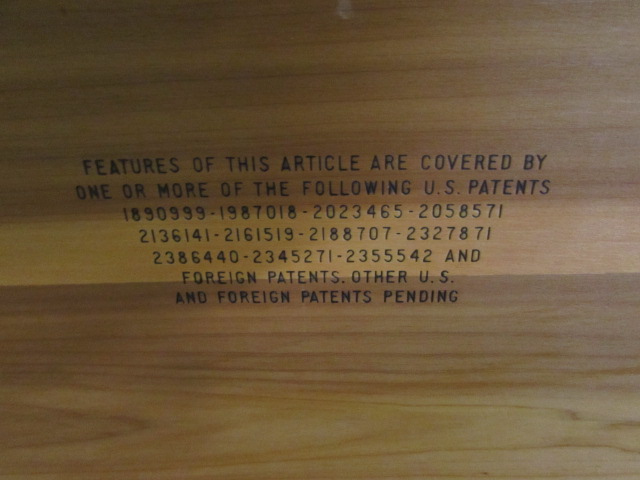 FEATURES OF THIS ARTICLE ARE COVERED BY
ONE OR MORE OF THE FOLLOWING U.S. PATENTS
1890999-1987018-2023465-2058571
2136141-2161519-2188707-2327871
2386440-2345271-2355542 AND
FOREIGN PATENTS. OTHER U.S.
AND FOREIGN PATENTS PENDING